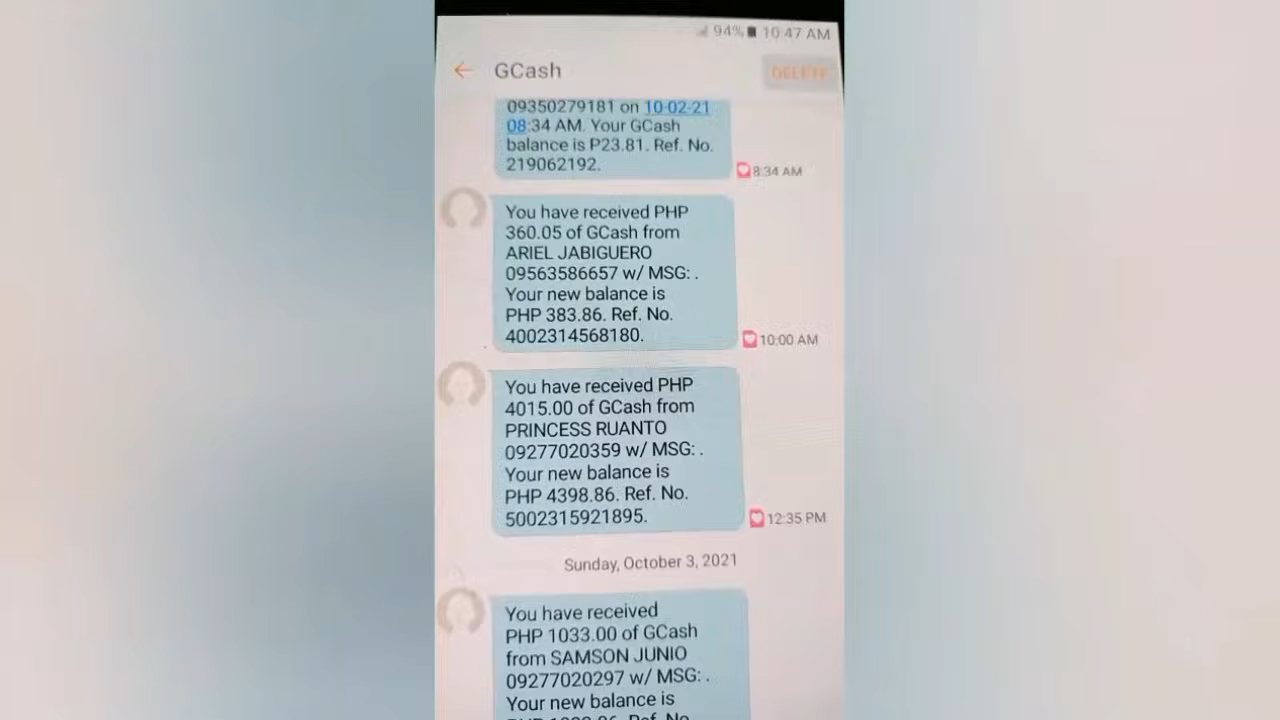 94% 10:47 AM
GCash
DELETE
09350279181 on 10-02-21
08:34 AM. Your GCash
balance is P23.81. Ref. No.
219062192.
8:34 AM
You have received PHP
360.05 of GCash from
ARIEL JABIGUERO
09563586657 w/ MSG: .
Your new balance is
PHP 383.86. Ref. No.
4002314568180.
10:00 AM
You have received PHP
4015.00 of GCash from
PRINCESS RUANTO
09277020359 w/ MSG: .
Your new balance is
PHP 4398.86. Ref. No.
5002315921895.
12:35 PM
Sunday, October 3, 2021
You have received
PHP 1033.00 of GCash
from SAMSON JUNIO
09277020297 w/ MSG: .
Your new balance is
Ref. No.